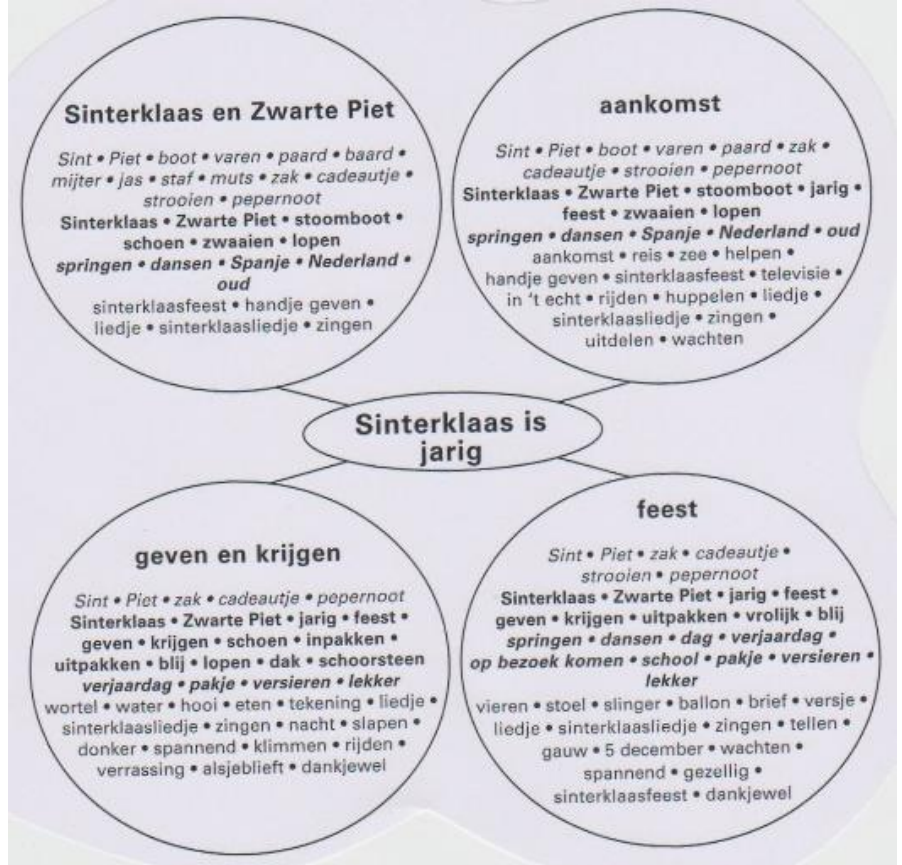 Sinterklaas en Zwarte Piet
Sint • Piet • boot • varen • paard • baard •
mijter • jas • staf • muts • zak • cadeautje •
strooien • pepernoot
Sinterklaas • Zwarte Piet • stoomboot •
schoen • zwaaien • lopen
springen • dansen • Spanje • Nederland •
oud
sinterklaasfeest • handje geven •
liedje • sinterklaasliedje • zingen
aankomst
Sint • Piet • boot • varen • paard • zak •
cadeautje • strooien • pepernoot
Sinterklaas • Zwarte Piet • stoomboot • jarig •
feest • zwaaien • lopen
springen • dansen • Spanje • Nederland • oud
aankomst • reis • zee • helpen •
handje geven • sinterklaasfeest • televisie •
in 't echt • rijden • huppelen • liedje •
sinterklaasliedje • zingen •
uitdelen • wachten
Sinterklaas is
jarig
geven en krijgen
Sint • Piet • zak • cadeautje • pepernoot
Sinterklaas • Zwarte Piet • jarig • feest •
geven • krijgen • schoen • inpakken •
uitpakken • blij • lopen • dak • schoorsteen
verjaardag • pakje • versieren • lekker
wortel • water • hooi • eten • tekening • liedje •
sinterklaasliedje • zingen • nacht • slapen •
donker • spannend • klimmen • rijden •
verrassing • alsjeblieft • dankjewel
feest
Sint • Piet • zak • cadeautje •
strooien • pepernoot
Sinterklaas • Zwarte Piet • jarig • feest •
geven • krijgen • uitpakken • vrolijk • blij
springen • dansen • dag • verjaardag •
op bezoek komen • school • pakje • versieren •
lekker
vieren • stoel • slinger • ballon • brief • versje •
liedje • sinterklaasliedje • zingen • tellen •
gauw • 5 december • wachten •
spannend • gezellig •
sinterklaasfeest • dankjewel